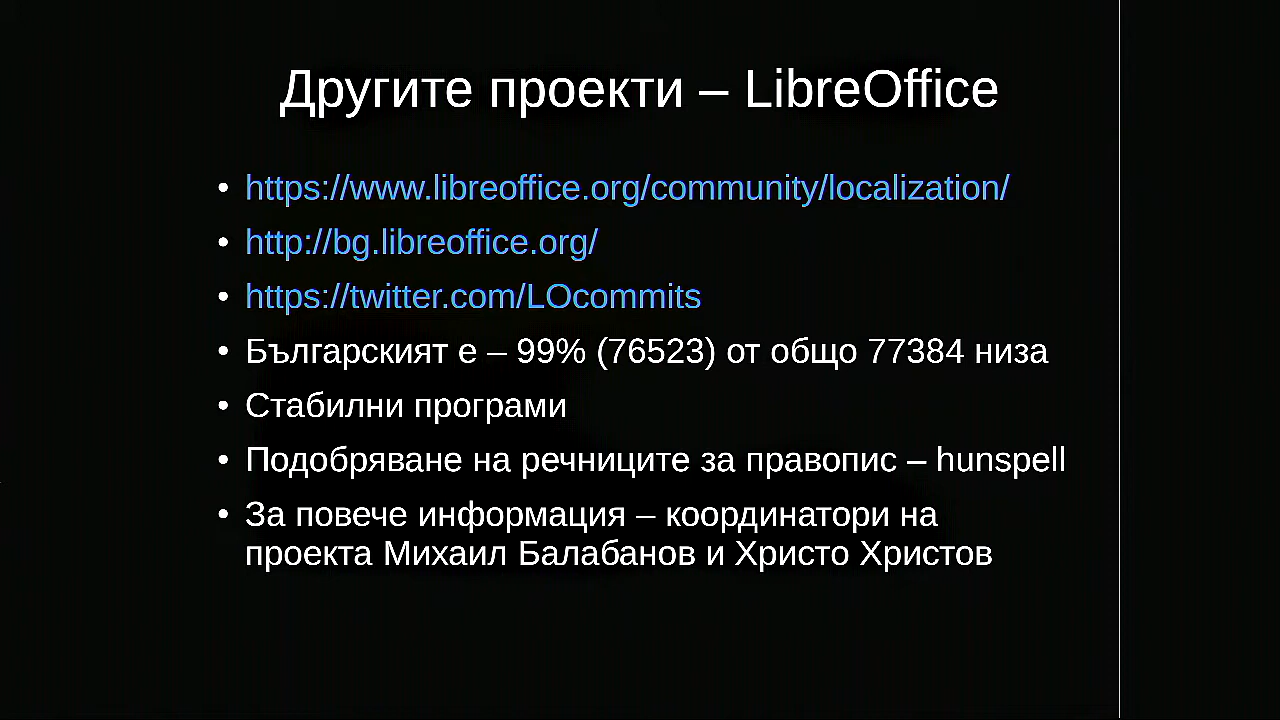 Другите проекти – LibreOffice
• https://www.libreoffice.org/community/localization/
• http://bg.libreoffice.org/
• https://twitter.com/LOcommits
• Българският е – 99% (76523) от общо 77384 низа
• Стабилни програми
• Подобряване на речниците за правопис – hunspell
• За повече информация – координатори на
проекта Михаил Балабанов и Христо Христов